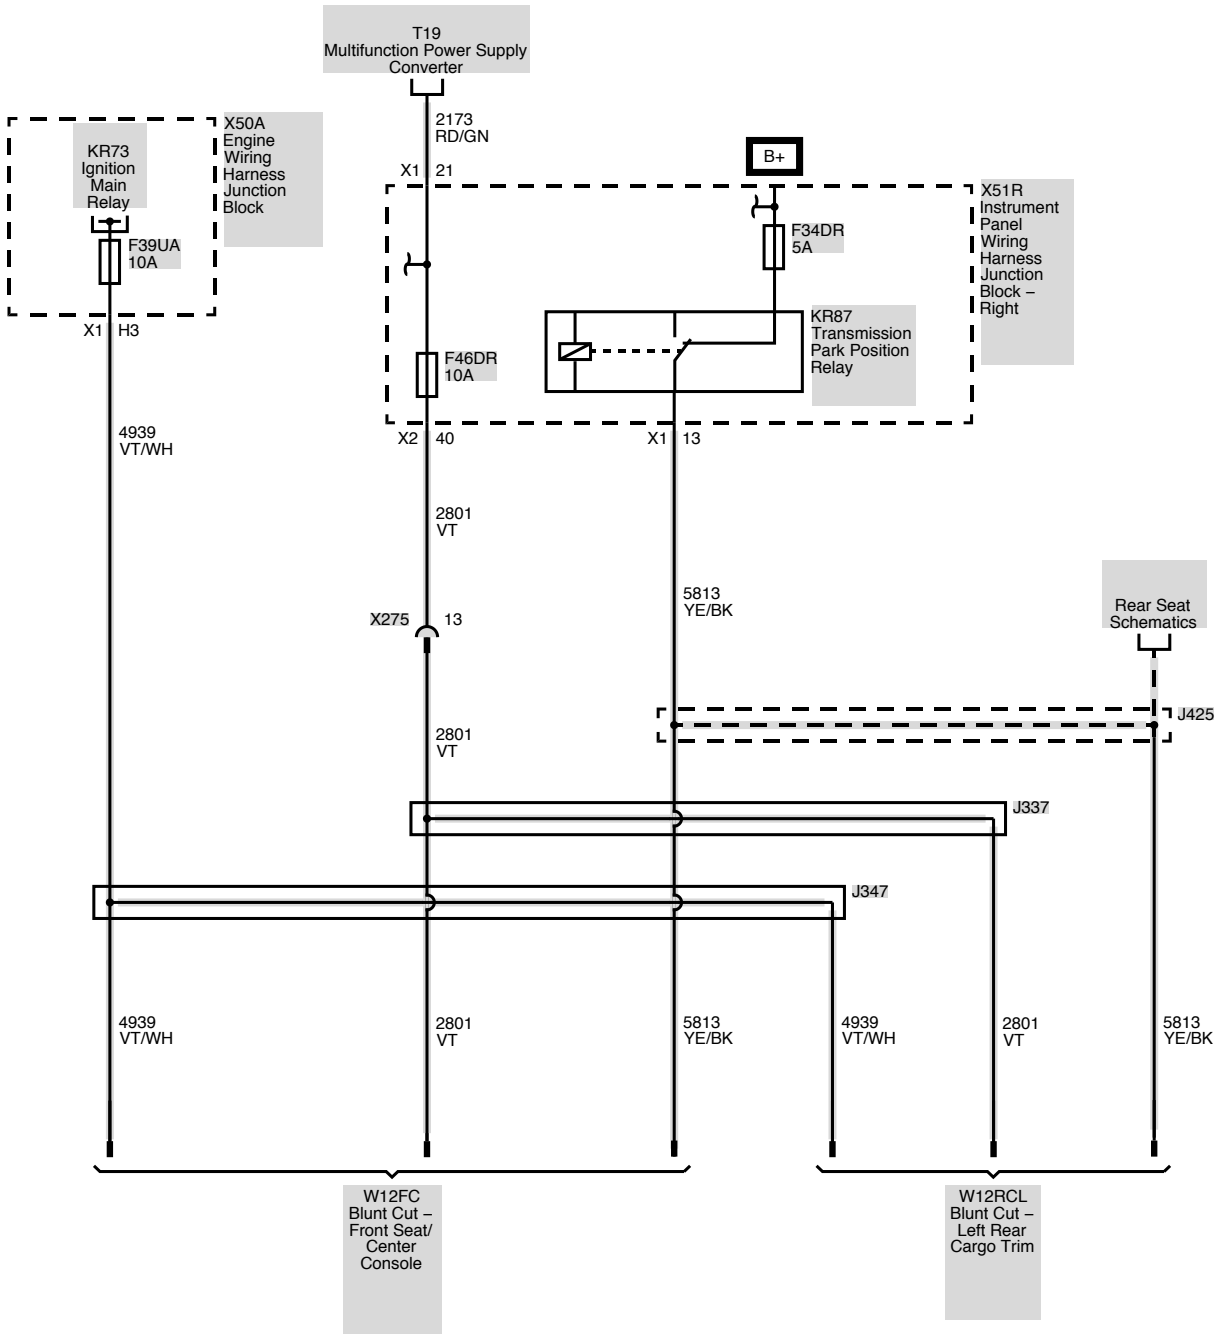 T19
Multifunction Power Supply
Converter
2173
RD/GN
X1 21
X50A
Engine
Wiring
Harness
Junction
Block
KR73
Ignition
Main
Relay
F39UA
10A
X1 H3
B+
X51R
Instrument
Panel
Wiring
Harness
Junction
Block –
Right
F34DR
5A
KR87
Transmission
Park Position
Relay
F46DR
10A
X2 40
X1 13
4939
VT/WH
2801
VT
5813
YE/BK
X275 13
Rear Seat
Schematics
J425
2801
VT
J337
J347
4939
VT/WH
2801
VT
5813
YE/BK
4939
VT/WH
2801
VT
5813
YE/BK
W12FC
Blunt Cut –
Front Seat/
Center
Console
W12RCL
Blunt Cut –
Left Rear
Cargo Trim